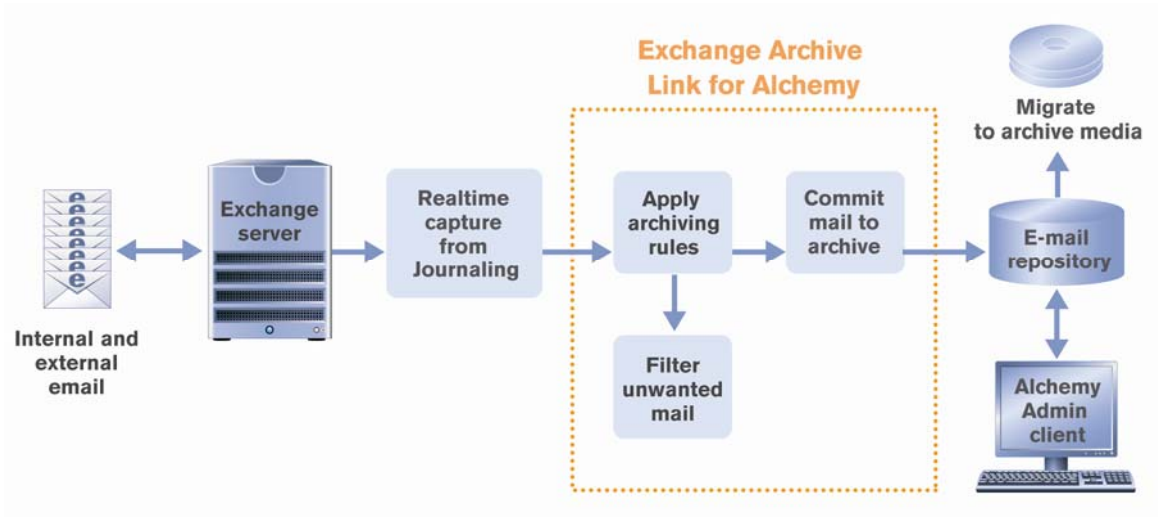 Exchange Archive
Link for Alchemy
Migrate
to archive media
e
e
e
e
e
e
e
Internal and
external
email
Exchange
server
Realtime
capture
from
Journaling
Apply
archiving
rules
Commit
mail to
archive
Filter
unwanted
mail
E-mail
repository
Alchemy
Admin
client